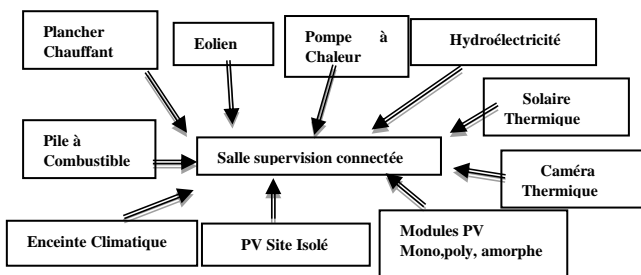 Plancher
Chauffant
Eolien
Pompe à
Chaleur
Hydroélectricité
Solaire
Thermique
Pile à
Combustible
Salle supervision connectée
Caméra
Thermique
Enceinte Climatique
PV Site Isolé
Modules PV
Mono,poly, amorphe